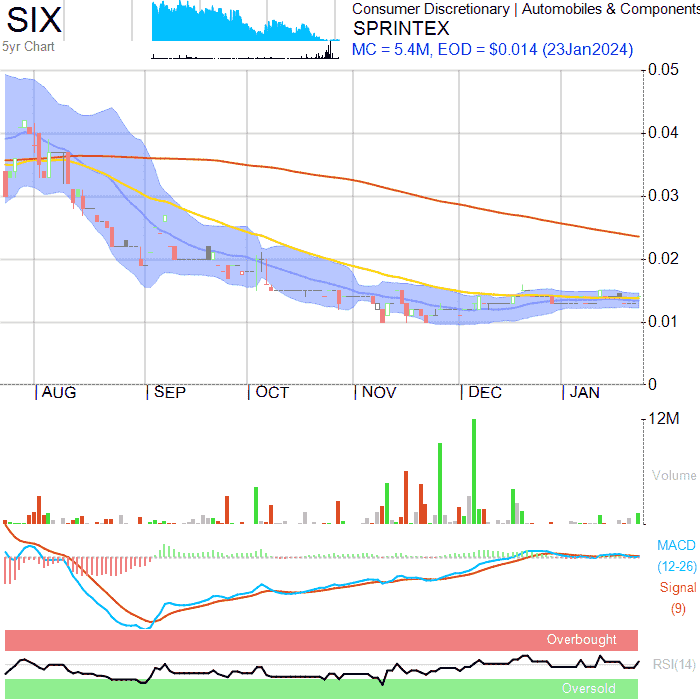 SIX
5yr Chart
Consumer Discretionary | Automobiles & Components
SPRINTEX
MC = 5.4M, EOD = $0.014 (23Jan2024)
0.05
0.04
0.03
0.02
0.01
0
AUG SEP OCT NOV DEC JAN
12M
Volume
MACD
(12-26)
Signal
(9)
Overbought
RSI(14)
Oversold